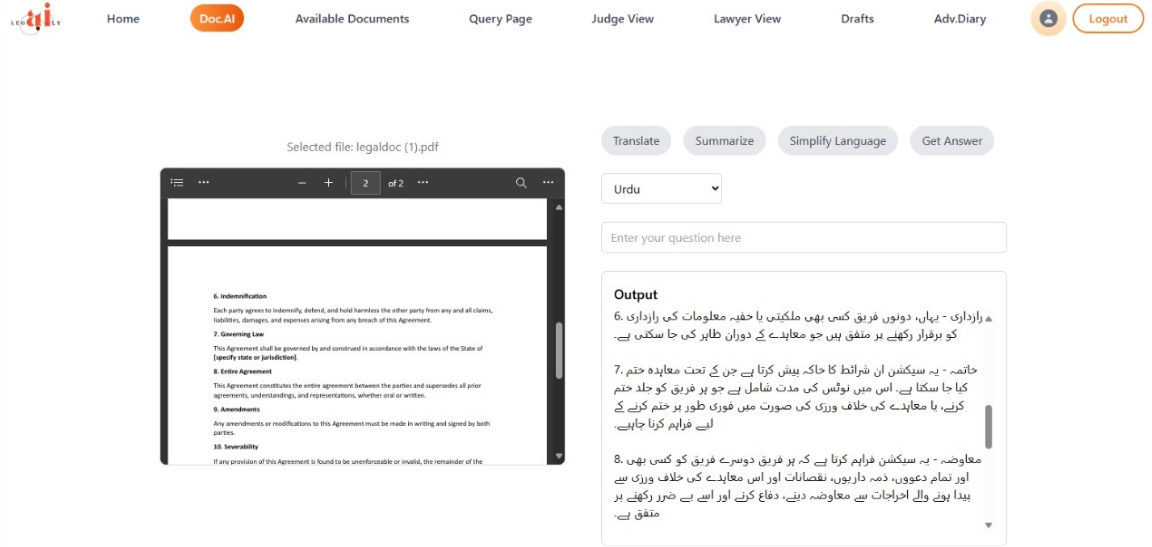 LEGALLY
ai
Home
Doc.AI
Available Documents
Query Page
Judge View
Lawyer View
Drafts
Adv.Diary
Logout
Selected file: legaldoc (1).pdf
2 of 2
6. Indemnification
Each party agrees to indemnify, defend, and hold harmless the other party from any and all claims,
liabilities, damages, and expenses arising from any breach of this Agreement.
7. Governing Law
This Agreement shall be governed by and construed in accordance with the laws of the State of
[specify state or jurisdiction].
8. Entire Agreement
This Agreement constitutes the entire agreement between the parties and supersedes all prior
agreements, understandings, and representations, whether oral or written.
9. Amendments
Any amendments or modifications to this Agreement must be made in writing and signed by both
parties.
10. Severability
If any provision of this Agreement is found to be unenforceable or invalid, the remainder of the
Translate
Summarize
Simplify Language
Get Answer
Urdu
Enter your question here
Output
6. رازداری - یہاں، دونوں فریق کسی بھی ملکیتی یا خفیہ معلومات کی رازداری
کو برقرار رکھنے پر متفق ہیں جو معاہدے کے دوران ظاہر کی جا سکتی ہے۔
7. خاتمہ - یہ سیکشن ان شرائط کا خاکہ پیش کرتا ہے جن کے تحت معاہدہ ختم
کیا جا سکتا ہے۔ اس میں نوٹس کی مدت شامل ہے جو ہر فریق کو جلد ختم
کرنے، یا معاہدے کی خلاف ورزی کی صورت میں فوری طور پر ختم کرنے کے
لیے فراہم کرنا چاہیے۔
8. معاوضہ - یہ سیکشن فراہم کرتا ہے کہ ہر فریق دوسرے فریق کو کسی بھی
اور تمام دعووں، ذمہ داریوں، نقصانات اور اس معاہدے کی خلاف ورزی سے
پیدا ہونے والے اخراجات سے معاوضہ دینے، دفاع کرنے اور اسے بے ضرر رکھنے پر
متفق ہے۔